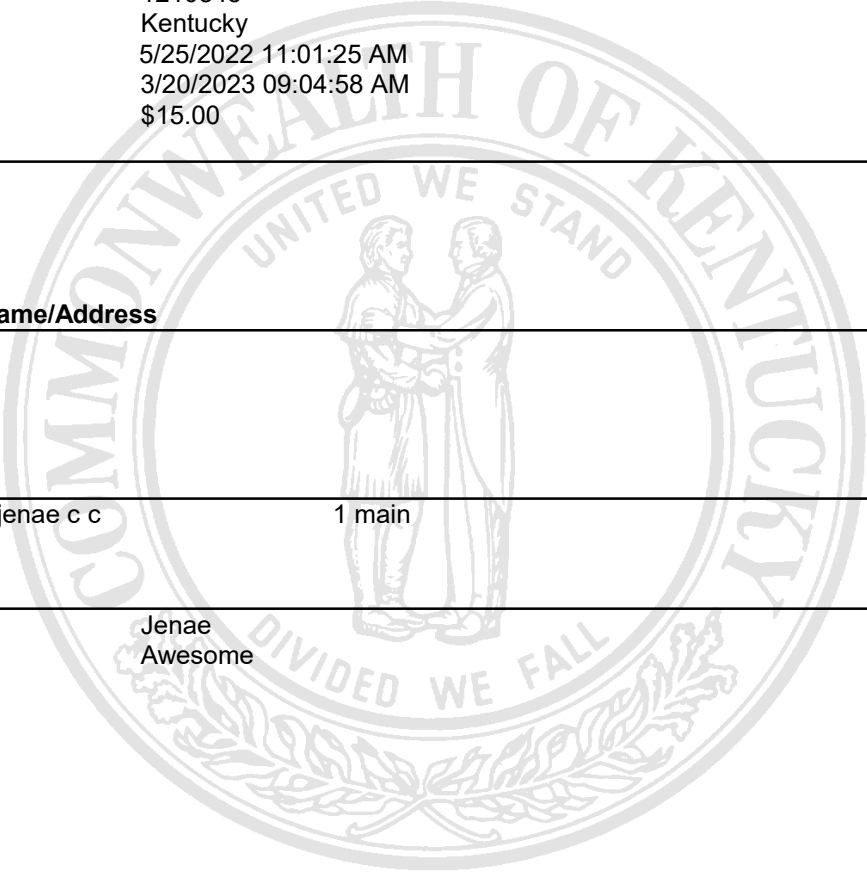 Kentucky
5/25/2022 11:01:25 AM
3/20/2023 09:04:58 AM
$15.00
COMMONWEALTH OF KENTUCKY
UNITED WE STAND
ame/Address
jenae c c 1 main
Jenae
Awesome
DIVIDED WE FALL